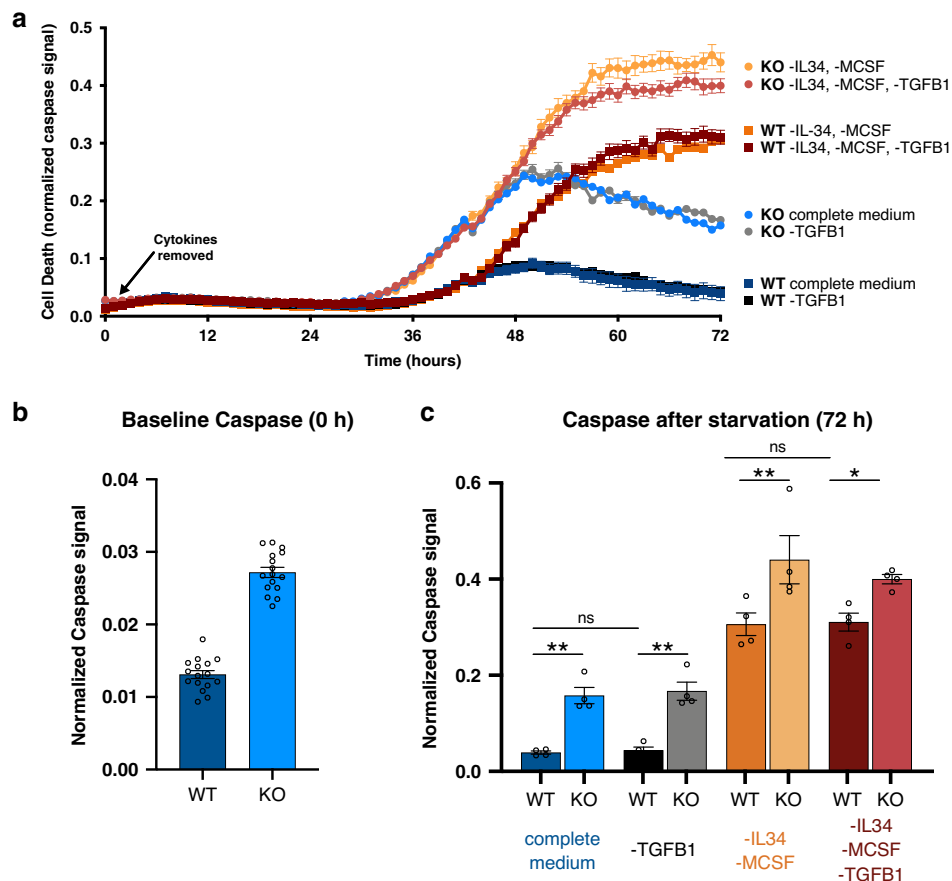 a
Cell Death (normalized caspase signal)
0.5
0.4
0.3
0.2
0.1
0.0
Cytokines
removed
0
12
24
36
48
60
72
Time (hours)
KO -IL34, -MCSF
KO -IL34, -MCSF, -TGFB1
WT -IL-34, -MCSF
WT -IL34, -MCSF, -TGFB1
KO complete medium
KO -TGFB1
WT complete medium
WT -TGFB1
b
Baseline Caspase (0 h)
Normalized Caspase signal
0.04
0.03
0.02
0.01
0.00
WT
KO
c
Caspase after starvation (72 h)
Normalized Caspase signal
0.6
0.4
0.2
0.0
ns
**
**
ns
**
*
WT KO WT KO WT KO WT KO
complete
medium
-TGFB1
-IL34
-MCSF
-IL34
-MCSF
-TGFB1